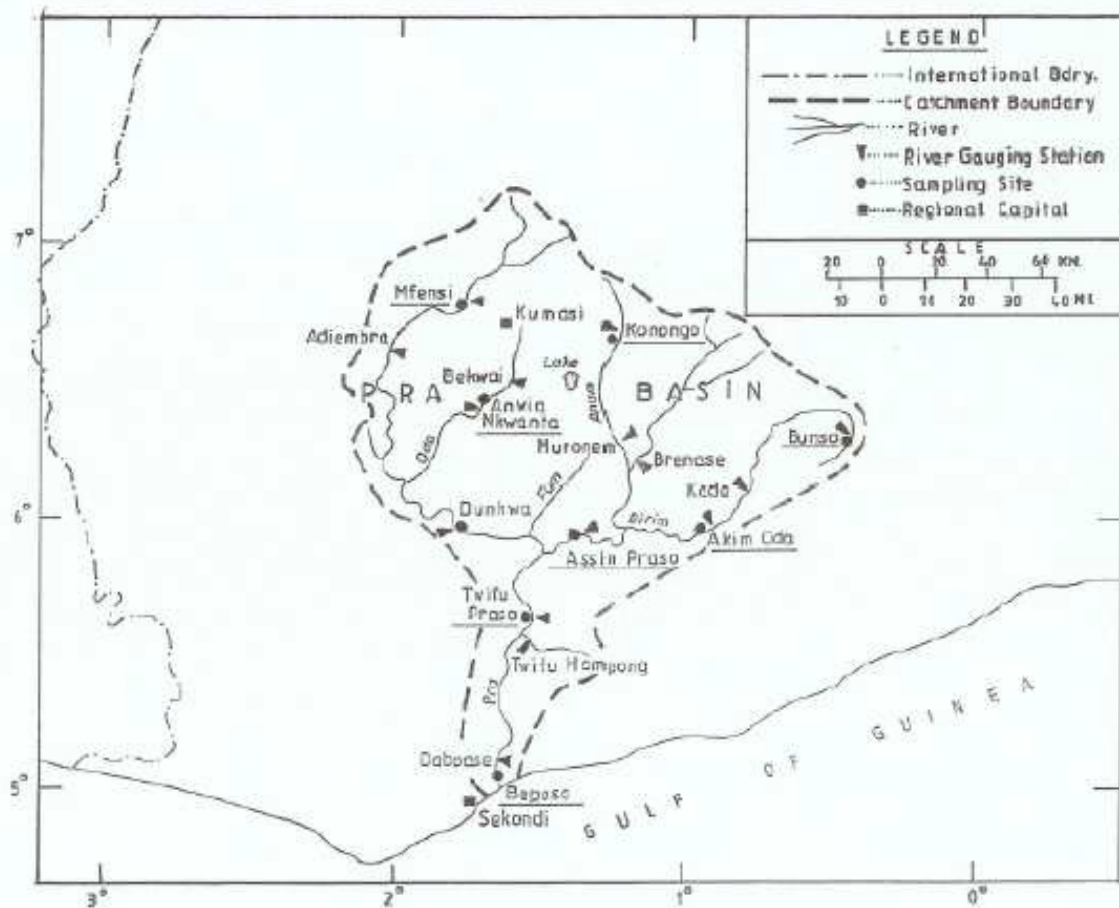 LEGEND
International Bdry.
Catchment Boundary
River
River Gauging Station
Sampling Site
Regional Capital
SCALE
20 0 20 40 60 KM.
10 0 10 20 30 40 MI.
7°
Mfensi
Kumasi
Konongo
Adiembra
Lake
Bekwai
PRA BASIN
Anwia
Nkwanta
Anum
Oda
Muronem
Bunso
Brenase
Fum
Kade
6°
Dunkwa
Birim
Akim Oda
Assin Praso
Twifu
Praso
Twifu Hampong
Pra
GULF OF GUINEA
Daboase
5°
Beposo
Sekondi
3° 2° 1° 0°